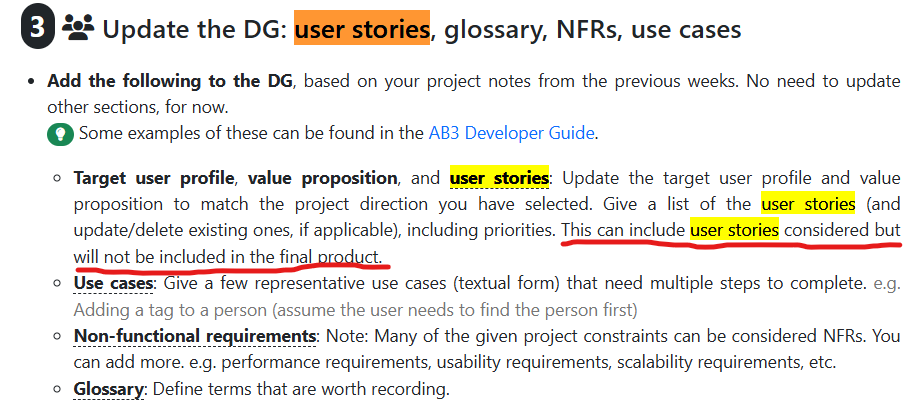 3 Update the DG: user stories, glossary, NFRs, use cases
Add the following to the DG, based on your project notes from the previous weeks. No need to update
other sections, for now.
Some examples of these can be found in the AB3 Developer Guide.
Target user profile, value proposition, and user stories: Update the target user profile and value
proposition to match the project direction you have selected. Give a list of the user stories (and
update/delete existing ones, if applicable), including priorities. This can include user stories considered but
will not be included in the final product.
Use cases: Give a few representative use cases (textual form) that need multiple steps to complete. e.g.
Adding a tag to a person (assume the user needs to find the person first)
Non-functional requirements: Note: Many of the given project constraints can be considered NFRs. You
can add more. e.g. performance requirements, usability requirements, scalability requirements, etc.
Glossary: Define terms that are worth recording.